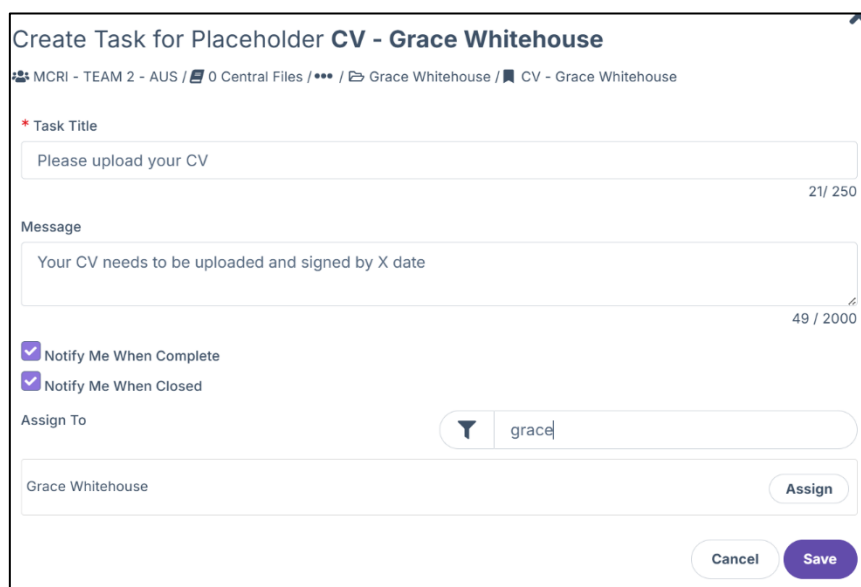 Create Task for Placeholder CV - Grace Whitehouse
MCRI - TEAM 2 - AUS / 0 Central Files / ••• / Grace Whitehouse / CV - Grace Whitehouse
* Task Title
Please upload your CV
21/ 250
Message
Your CV needs to be uploaded and signed by X date
49 / 2000
Notify Me When Complete
Notify Me When Closed
Assign To
grace
Grace Whitehouse
Assign
Cancel
Save